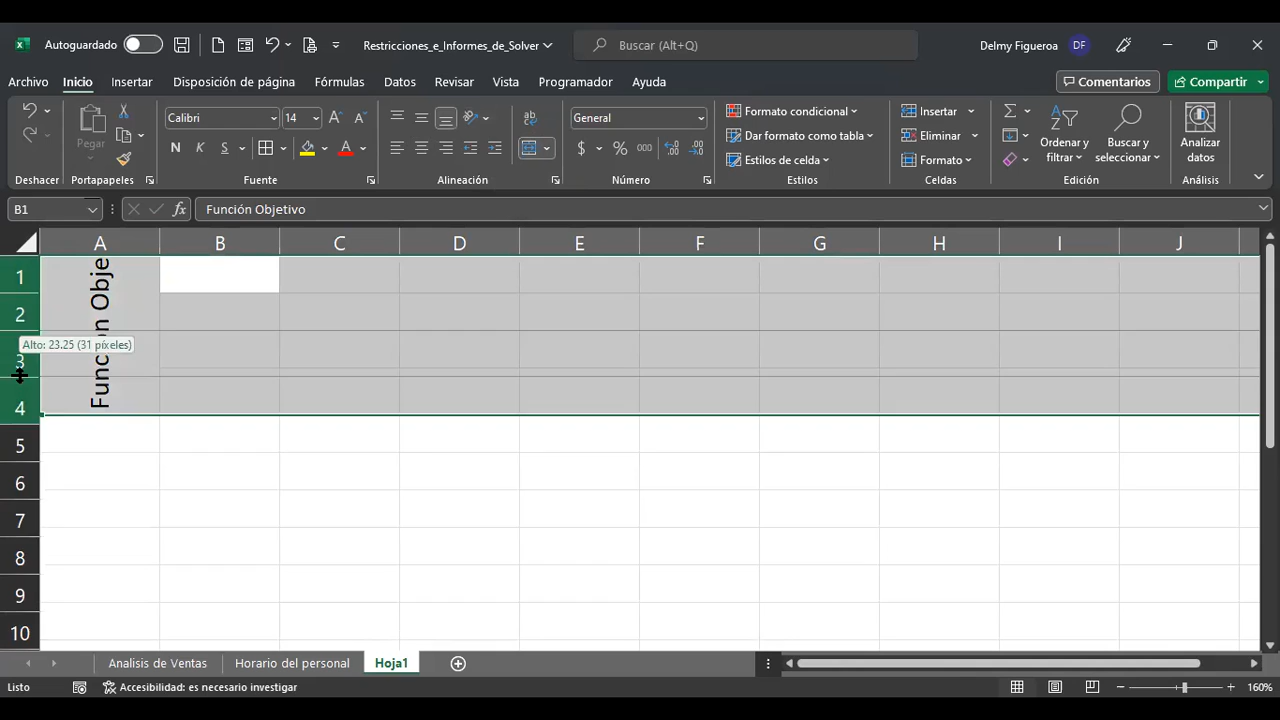 Autoguardado
Restricciones_e_Informes_de_Solver
Buscar (Alt+Q)
Delmy Figueroa
DF
Archivo Inicio Insertar Disposición de página Fórmulas Datos Revisar Vista Programador Ayuda
Comentarios
Compartir
Pegar
Calibri 14
N K S
ab
General
$ % 000
Formato condicional
Dar formato como tabla
Estilos de celda
Insertar
Eliminar
Formato
Ordenar y
filtrar
Buscar y
seleccionar
Analizar
datos
Deshacer Portapapeles Fuente Alineación Número Estilos Celdas Edición Análisis
B1
fx
Función Objetivo
A B C D E F G H I J
1
2
3
4
5
6
7
8
9
10
Función Obje
Alto: 23.25 (31 píxeles)
Analisis de Ventas Horario del personal Hoja1
Listo
Accesibilidad: es necesario investigar
160%